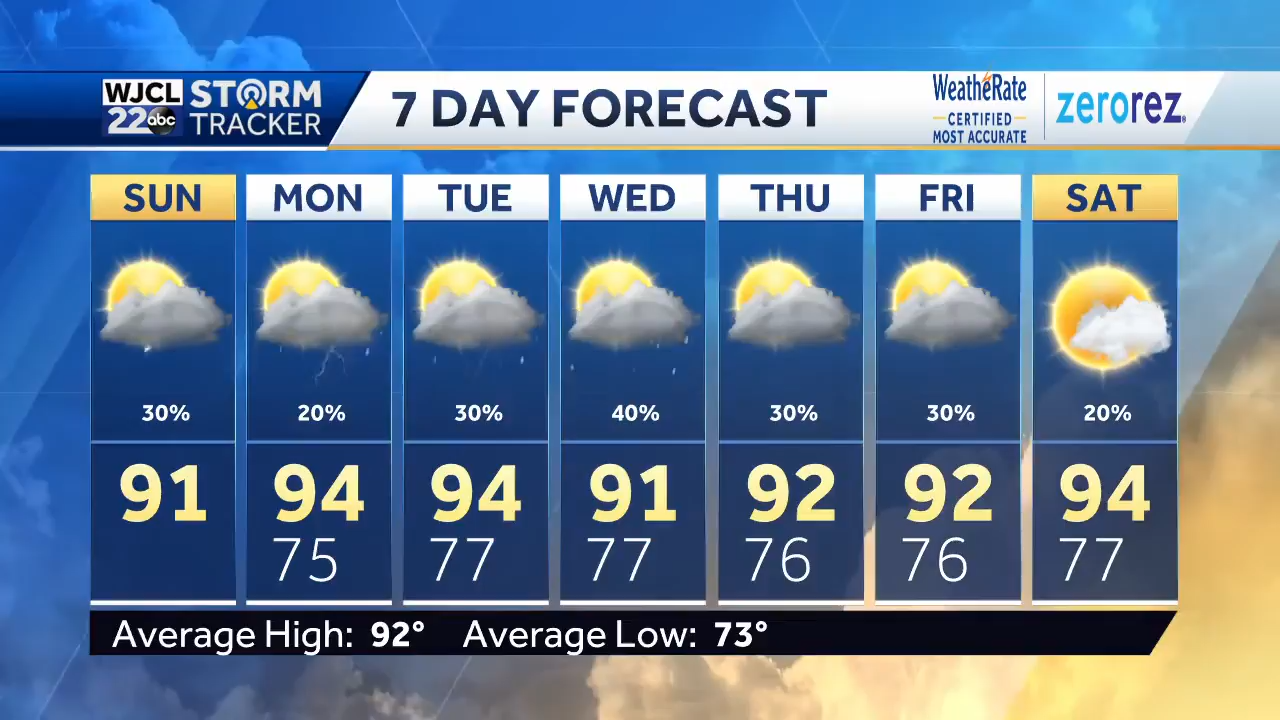 WJCL
22 abc
STORM
TRACKER
7 DAY FORECAST
WeatheRate
CERTIFIED
MOST ACCURATE
zerorez®
SUN MON TUE WED THU FRI SAT
30% 20% 30% 40% 30% 30% 20%
91 94 94 91 92 92 94
75 77 77 76 76 77
Average High: 92° Average Low: 73°